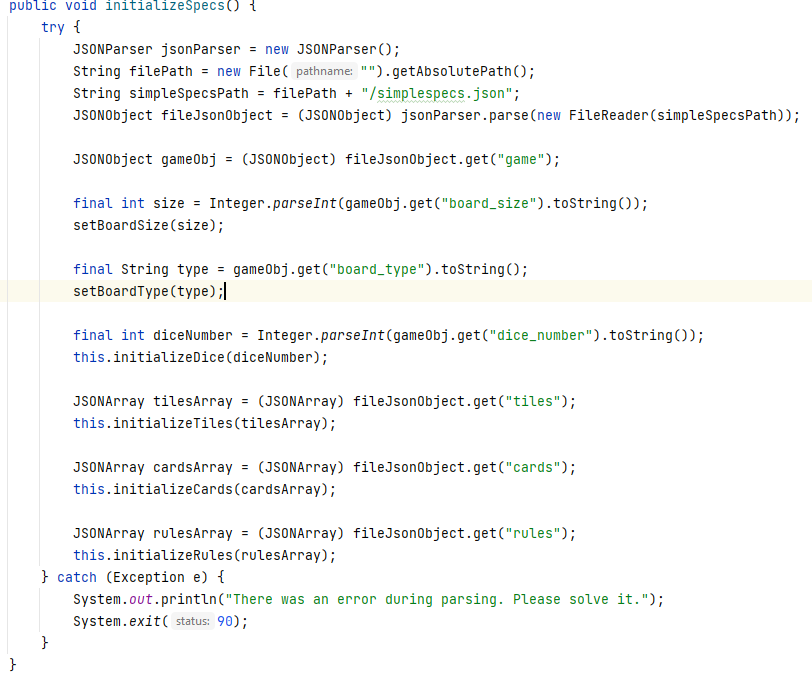 public void initializeSpecs() {
try {
JSONParser jsonParser = new JSONParser();
String filePath = new File( pathname: "").getAbsolutePath();
String simpleSpecsPath = filePath + "/simplespecs.json";
JSONObject fileJsonObject = (JSONObject) jsonParser.parse(new FileReader(simpleSpecsPath));
JSONObject gameObj = (JSONObject) fileJsonObject.get("game");
final int size = Integer.parseInt(gameObj.get("board_size").toString());
setBoardSize(size);
final String type = gameObj.get("board_type").toString();
setBoardType(type);
final int diceNumber = Integer.parseInt(gameObj.get("dice_number").toString());
this.initializeDice(diceNumber);
JSONArray tilesArray = (JSONArray) fileJsonObject.get("tiles");
this.initializeTiles(tilesArray);
JSONArray cardsArray = (JSONArray) fileJsonObject.get("cards");
this.initializeCards(cardsArray);
JSONArray rulesArray = (JSONArray) fileJsonObject.get("rules");
this.initializeRules(rulesArray);
} catch (Exception e) {
System.out.println("There was an error during parsing. Please solve it.");
System.exit( status: 90);
}
}